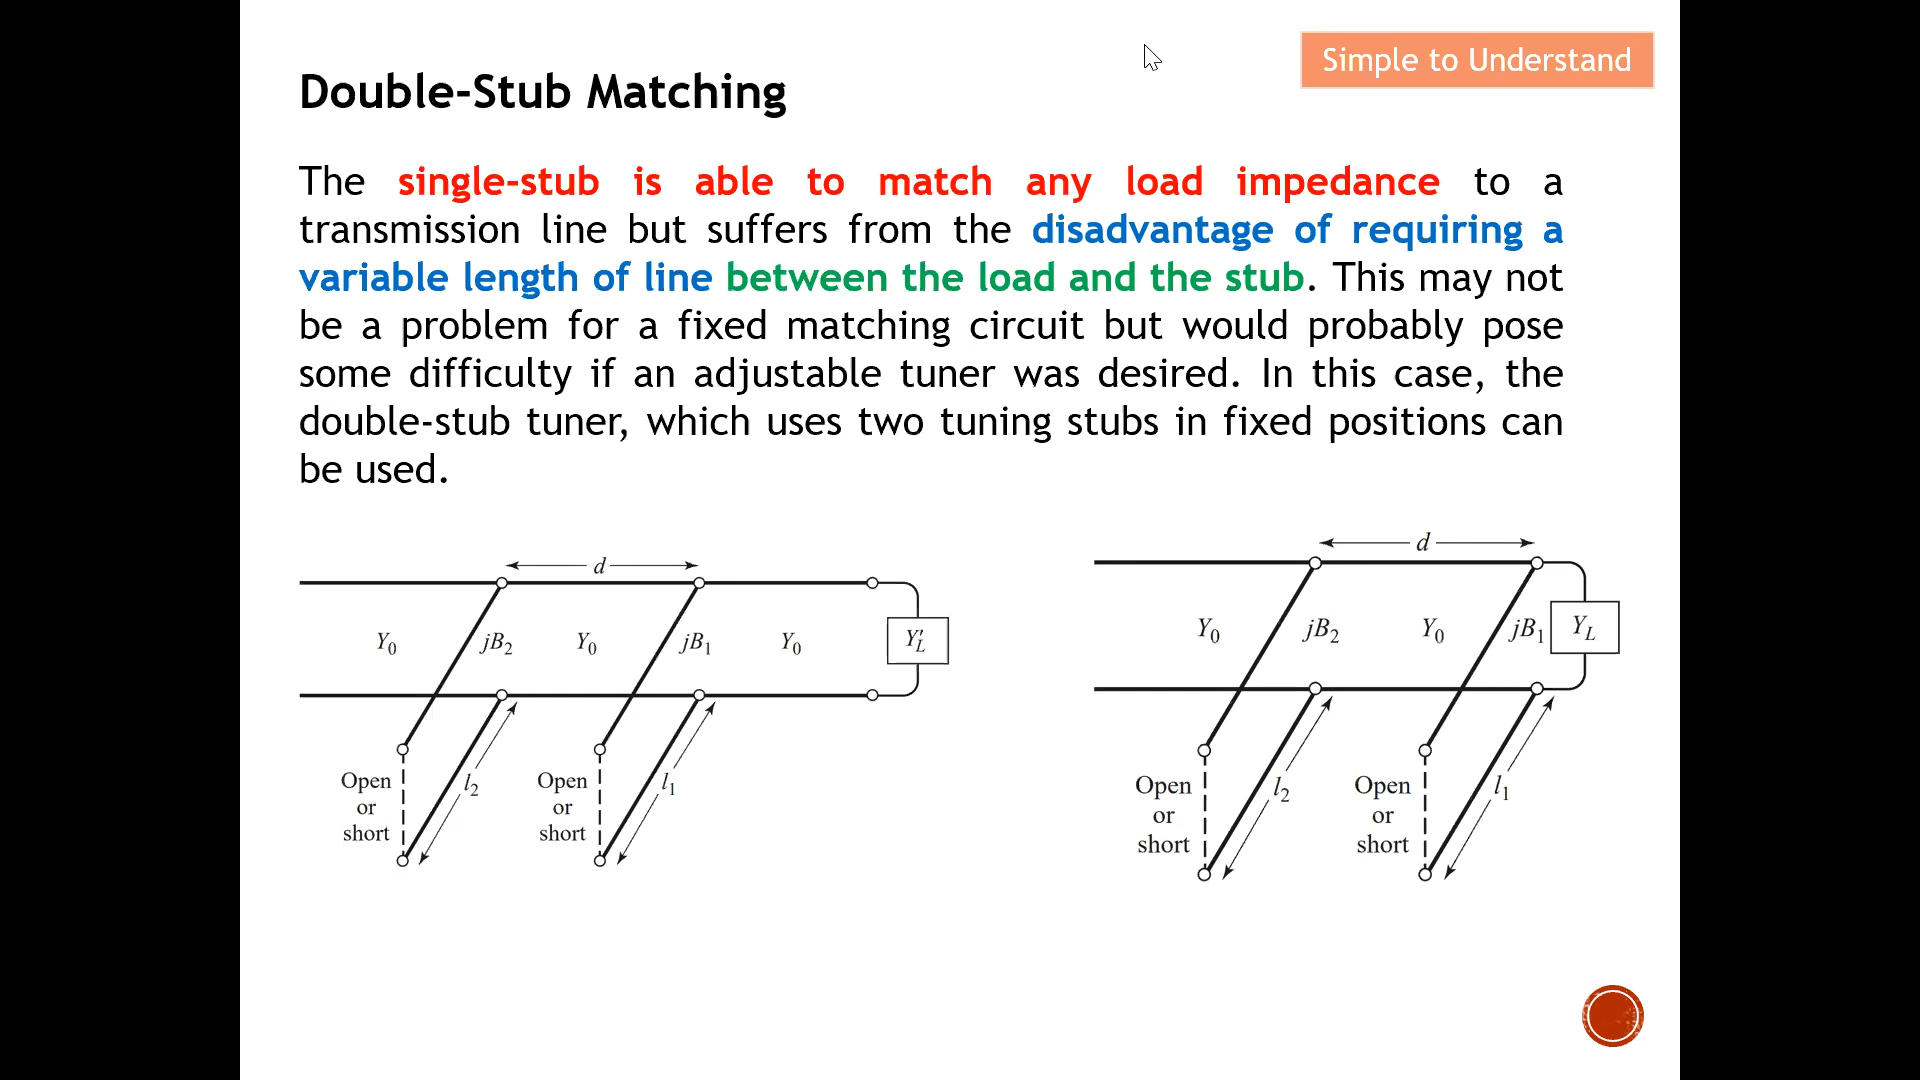 Simple to Understand
Double-Stub Matching
The single-stub is able to match any load impedance to a
transmission line but suffers from the disadvantage of requiring a
variable length of line between the load and the stub. This may not
be a problem for a fixed matching circuit but would probably pose
some difficulty if an adjustable tuner was desired. In this case, the
double-stub tuner, which uses two tuning stubs in fixed positions can
be used.
d
Y₀ jB₂ Y₀ jB₁ Y₀ Y′L
l₂ l₁
Open Open
or or
short short
d
Y₀ jB₂ Y₀ jB₁ YL
l₂ l₁
Open Open
or or
short short